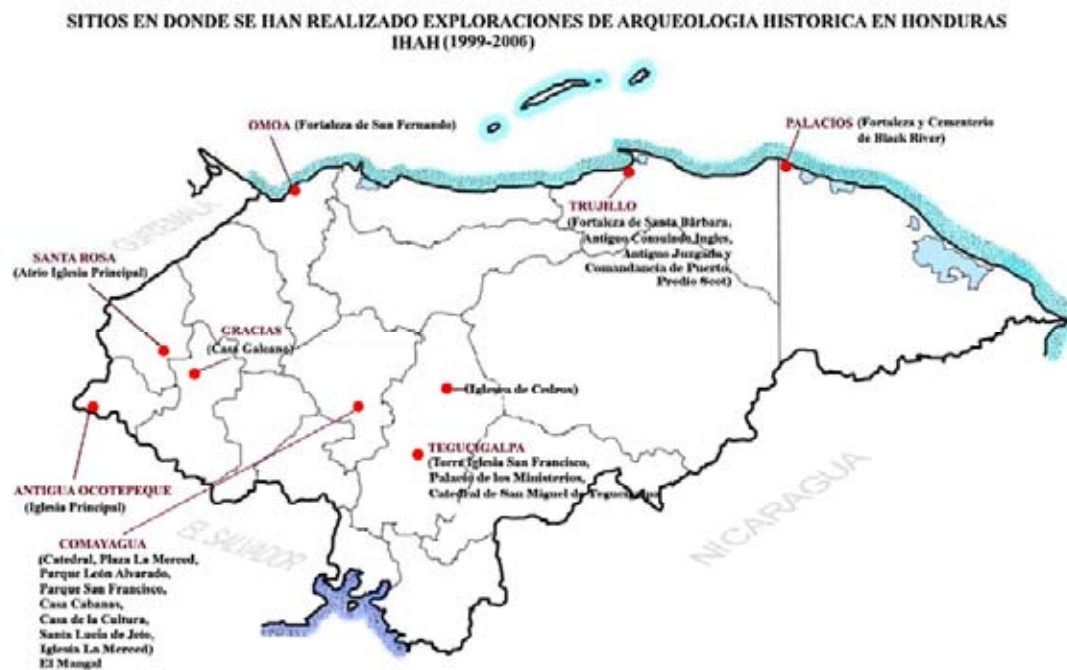 SITIOS EN DONDE SE HAN REALIZADO EXPLORACIONES DE ARQUEOLOGIA HISTORICA EN HONDURAS
IHAH (1999-2006)
OMOA (Fortaleza de San Fernando)
PALACIOS (Fortaleza y Cementerio
de Black River)
GUATEMALA
TRUJILLO
(Fortaleza de Santa Bárbara,
Antiguo Consulado Ingles,
Antiguo Juzgado y
Comandancia de Puerto,
Predio Scot)
SANTA ROSA
(Atrio Iglesia Principal)
GRACIAS
(Casa Galeano)
(Iglesia de Cedros)
TEGUCIGALPA
(Torre Iglesia San Francisco,
Palacio de los Ministerios,
Catedral de San Miguel de
ANTIGUA OCOTEPEQUE
(Iglesia Principal)
EL SALVADOR
NICARAGUA
COMAYAGUA
(Catedral, Plaza La Merced,
Parque León Alvarado,
Parque San Francisco,
Casa Cabanas,
Casa de la Cultura,
Santa Lucía de Jeto,
Iglesia La Merced)
El Mangal